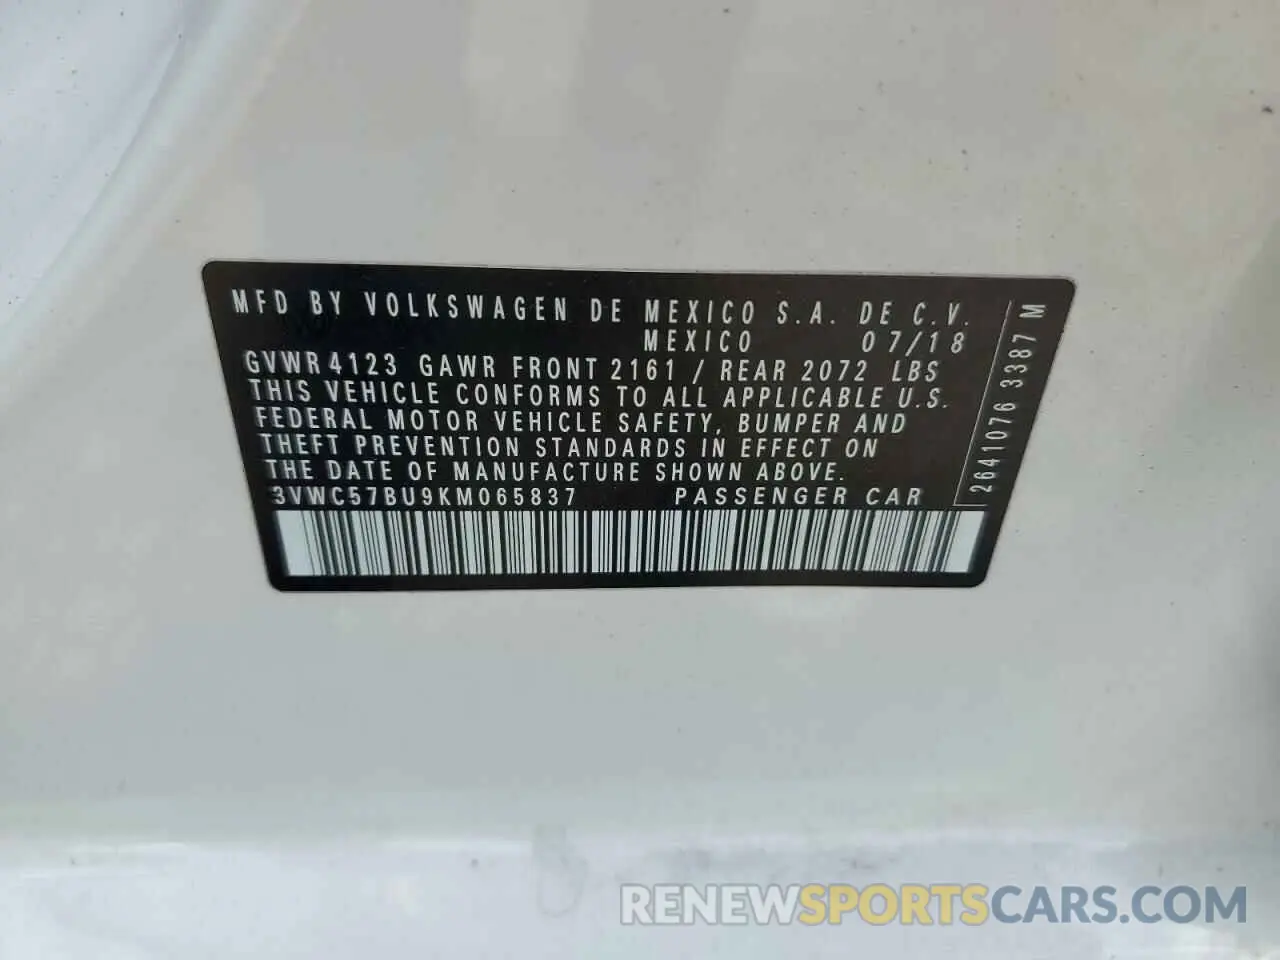 MFD BY VOLKSWAGEN DE MEXICO S.A. DE C.V.
MEXICO 07/18
GVWR 4123 GAWR FRONT 2161 / REAR 2072 LBS
THIS VEHICLE CONFORMS TO ALL APPLICABLE U.S.
FEDERAL MOTOR VEHICLE SAFETY, BUMPER AND
THEFT PREVENTION STANDARDS IN EFFECT ON
THE DATE OF MANUFACTURE SHOWN ABOVE.
3VWC57BU9KM065837 PASSENGER CAR
2641076 3387 M
RENEWSPORTSCARS.COM